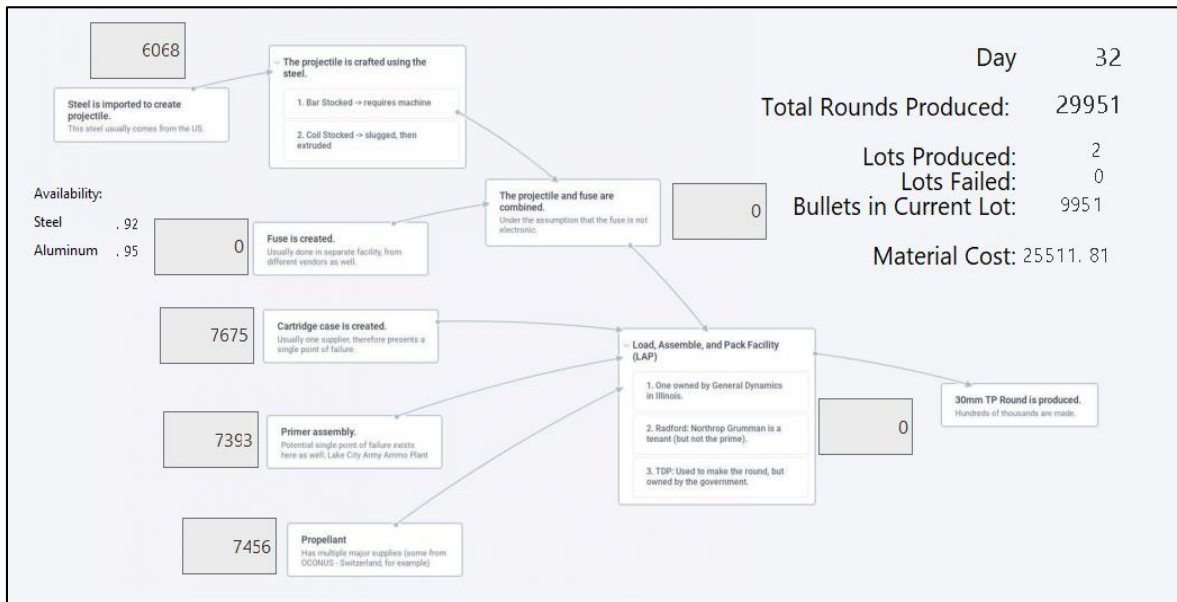 6068
Steel is imported to create
projectile.
This steel usually comes from the US.
The projectile is crafted using the
steel.
1. Bar Stocked -> requires machine
2. Coil Stocked -> slugged, then
extruded
Day 32
Total Rounds Produced: 29951
Lots Produced: 2
Lots Failed: 0
Bullets in Current Lot: 9951
Material Cost: 25511. 81
Availability:
Steel . 92
Aluminum . 95
0
Fuse is created.
Usually done in separate facility, from
different vendors as well.
The projectile and fuse are
combined.
Under the assumption that the fuse is not
electronic.
0
7675
Cartridge case is created.
Usually one supplier, therefore presents a
single point of failure.
7393
Primer assembly.
Potential single point of failure exists
here as well, Lake City Army Ammo Plant
7456
Propellant
Has multiple major supplies (some from
OCONUS - Switzerland, for example)
Load, Assemble, and Pack Facility
(LAP)
1. One owned by General Dynamics
in Illinois.
2. Radford: Northrop Grumman is a
tenant (but not the prime).
3. TDP: Used to make the round, but
owned by the government.
0
30mm TP Round is produced.
Hundreds of thousands are made.